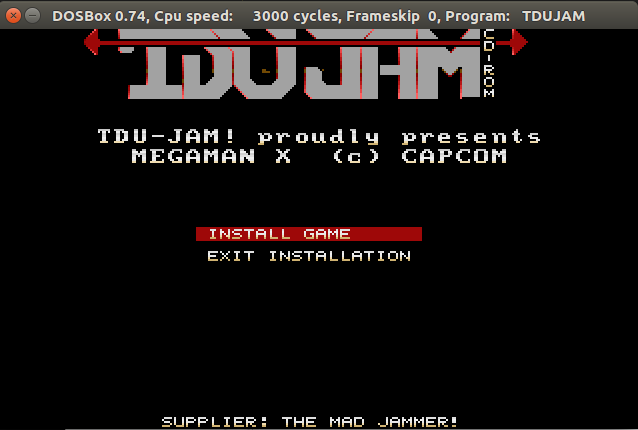 DOSBox 0.74, Cpu speed: 3000 cycles, Frameskip 0, Program: TDUJAM
TDUJAM
CD-ROM
TDU-JAM! proudly presents
MEGAMAN X (c) CAPCOM
INSTALL GAME
EXIT INSTALLATION
SUPPLIER: THE MAD JAMMER!